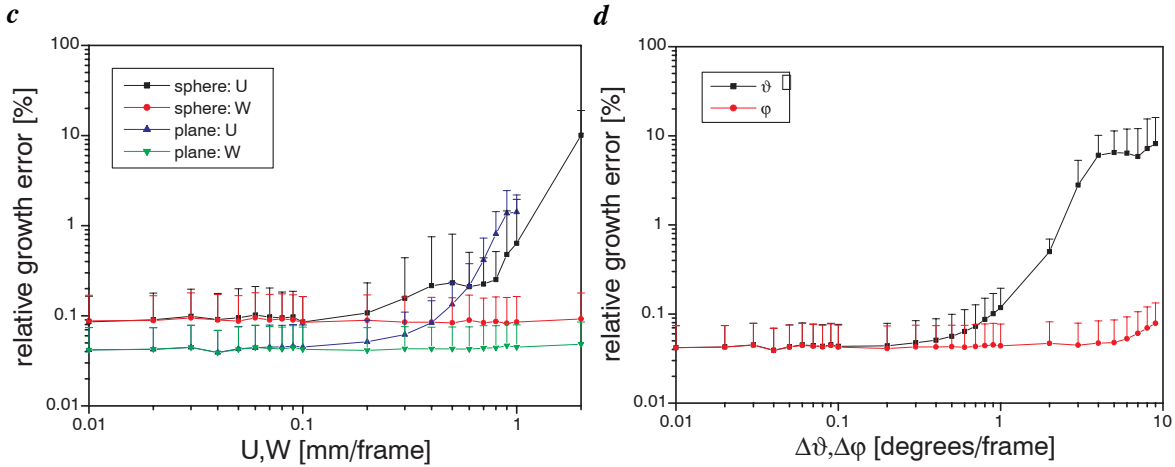 c
100
10
1
0.1
0.01
relative growth error [%]
sphere: U
sphere: W
plane: U
plane: W
0.01
0.1
1
U,W [mm/frame]
d
100
10
1
0.1
0.01
relative growth error [%]
ϑ
φ
0.01
0.1
1
10
Δϑ,Δφ [degrees/frame]